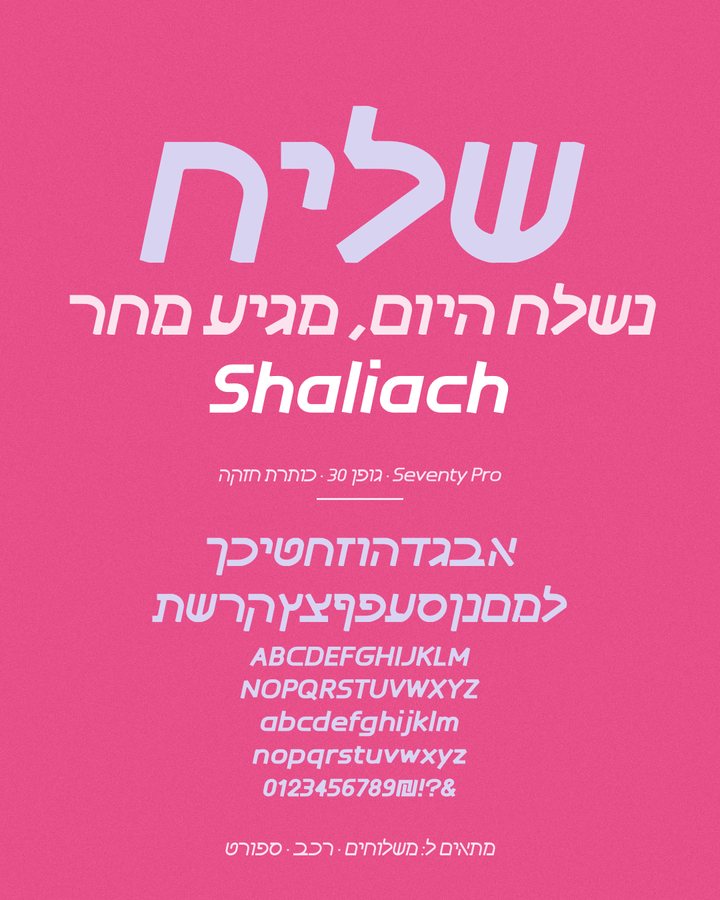 שליח
נשלח היום, מגיע מחר
Shaliach
Seventy Pro · גופן 30 · כותרת חזקה
אבגדהוזחטיכך
למםנןסעפףצץקרשת
ABCDEFGHIJKLM
NOPQRSTUVWXYZ
abcdefghijklm
nopqrstuvwxyz
0123456789₪!?&
מתאים ל: משלוחים · רכב · ספורט